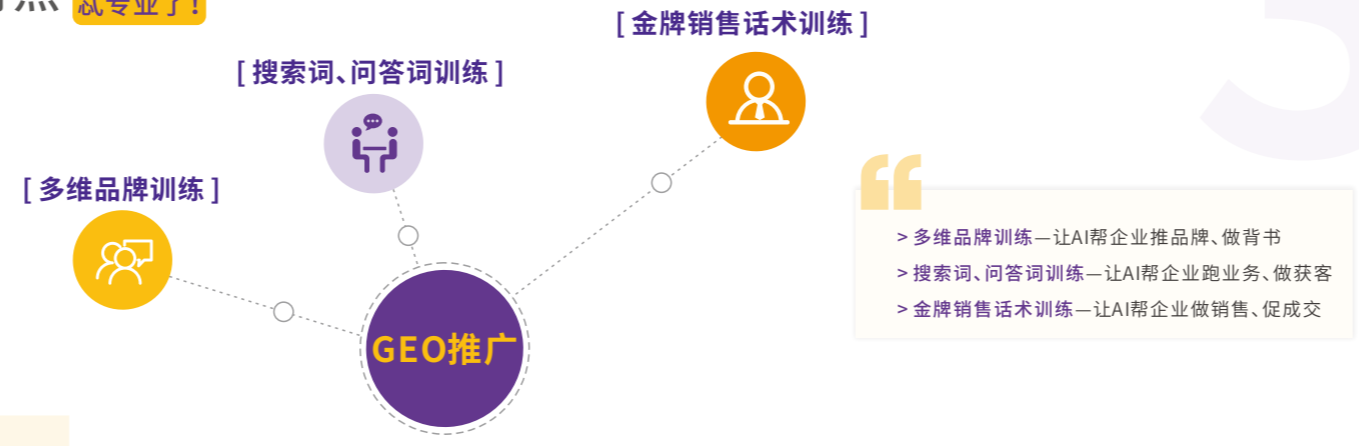 专业了!
[ 金牌销售话术训练 ]
[ 搜索词、问答词训练 ]
[ 多维品牌训练 ]
GEO推广
> 多维品牌训练—让AI帮企业推品牌、做背书
> 搜索词、问答词训练—让AI帮企业跑业务、做获客
> 金牌销售话术训练—让AI帮企业做销售、促成交